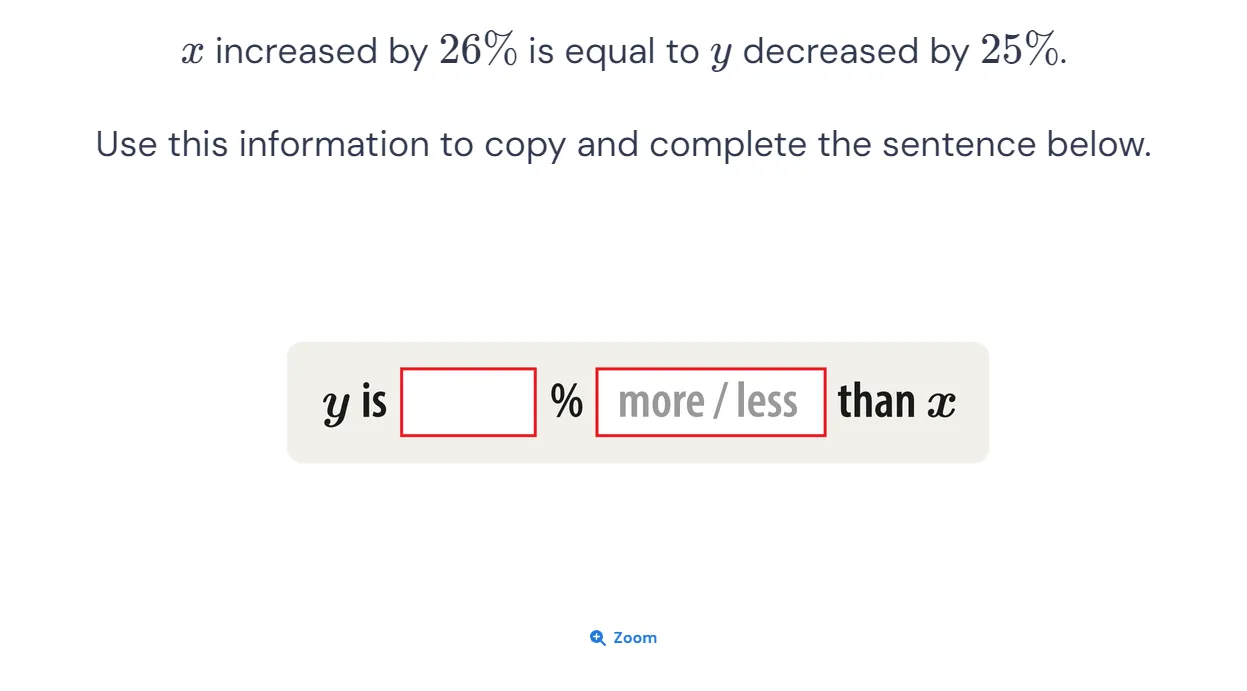 x increased by 26% is equal to y decreased by 25%.
Use this information to copy and complete the sentence below.
y is % more / less than x
Zoom